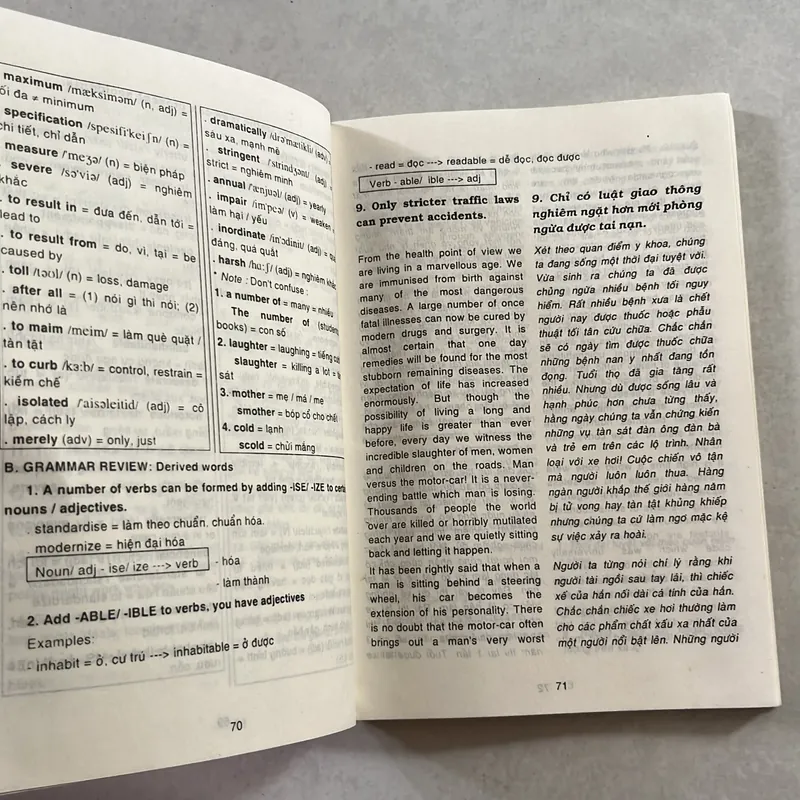 . maximum /mæksiməm/ (n, adj) =
tối đa ≠ minimum
. specification /spesifi'keiʃn/ (n) =
chi tiết, chỉ dẫn
. measure /'meʒə/ (n) = biện pháp
. severe /sə'viə/ (adj) = nghiêm
khắc
. to result in = đưa đến, dẫn tới =
lead to
. to result from = do, vì, tại = be
caused by
. toll /təʊl/ (n) = loss, damage
. after all = (1) nói gì thì nói; (2)
nên nhớ là
. to maim /meim/ = làm què quặt /
tàn tật
. to curb /kɜ:b/ = control, restrain =
kiềm chế
. isolated /'aisəleitid/ (adj) = cô
lập, cách ly
. merely (adv) = only, just
. dramatically /drə'mætikli/ (adv)
sâu xa, mạnh mẽ
. stringent /'strindʒənt/ (adj)
strict = nghiêm minh
. annual /'ænjʊəl/ (adj) = yearly
. impair /im'peə/ (v) = weaken
làm hại / yếu
. inordinate /in'ɔdinit/ (adj) = quá
đáng, quá quắt
. harsh /hɑ:ʃ/ (adj) = nghiêm khắc
* Note : Don't confuse :
1. a number of = many = nhiều
The number of (students,
books) = con số
2. laughter = laughing = tiếng cười
slaughter = killing a lot =
sát
3. mother = mẹ / má / mẹ
smother = bóp cổ cho chết
4. cold = lạnh
scold = chửi mắng
B. GRAMMAR REVIEW: Derived words
1. A number of verbs can be formed by adding -ISE/ -IZE to certain
nouns / adjectives.
. standardise = làm theo chuẩn. chuẩn hóa.
. modernize = hiện đại hóa
Noun/ adj - ise/ ize ---> verb - hóa
- làm thành
2. Add -ABLE/ -IBLE to verbs, you have adjectives
Examples:
- inhabit = ở, cư trú ---> inhabitable = ở được
70
- read = đọc ---> readable = dễ đọc, đọc được
Verb - able/ ible ---> adj
9. Only stricter traffic laws
can prevent accidents.
From the health point of view we
are living in a marvellous age. We
are immunised from birth against
many of the most dangerous
diseases. A large number of once
fatal illnesses can now be cured by
modern drugs and surgery. It is
almost certain that one day
remedies will be found for the most
stubborn remaining diseases. The
expectation of life has increased
enormously. But though the
possibility of living a long and
happy life is greater than ever
before, every day we witness the
incredible slaughter of men, women
and children on the roads. Man
versus the motor-car! It is a never-
ending battle which man is losing.
Thousands of people the world
over are killed or horribly mutilated
each year and we are quietly sitting
back and letting it happen.
It has been rightly said that when a
man is sitting behind a steering
wheel, his car becomes the
extension of his personality. There
is no doubt that the motor-car often
brings out a man's very worst
9. Chỉ có luật giao thông
nghiêm ngặt hơn mới phòng
ngừa được tai nạn.
Xét theo quan điểm y khoa, chúng
ta đang sống một thời đại tuyệt vời.
Vừa sinh ra chúng ta đã được
chủng ngừa nhiều bệnh tối nguy
hiểm. Rất nhiều bệnh xưa là chết
người nay được thuốc hoặc phẫu
thuật tối tân cứu chữa. Chắc chắn
sẽ có ngày tìm được thuốc chữa
những bệnh nan y nhất đang tồn
đọng. Tuổi thọ đã gia tăng rất
nhiều. Nhưng dù được sống lâu và
hạnh phúc hơn chưa từng thấy,
hằng ngày chúng ta vẫn chứng kiến
những vụ tàn sát đàn ông đàn bà
và trẻ em trên các lộ trình. Nhân
loại với xe hơi! Cuộc chiến vô tận
mà người luôn luôn thua. Hàng
ngàn người khắp thế giới hàng năm
bị tử vong hay tàn tật khủng khiếp
nhưng chúng ta cứ làm ngơ mặc kệ
sự việc xảy ra hoài.
Người ta từng nói chí lý rằng khi
người tài ngồi sau tay lái, thì chiếc
xế của hắn nối dài cá tính của hắn.
Chắc chắn chiếc xe hơi thường làm
cho các phẩm chất xấu xa nhất của
một người nổi bật lên. Những người
71